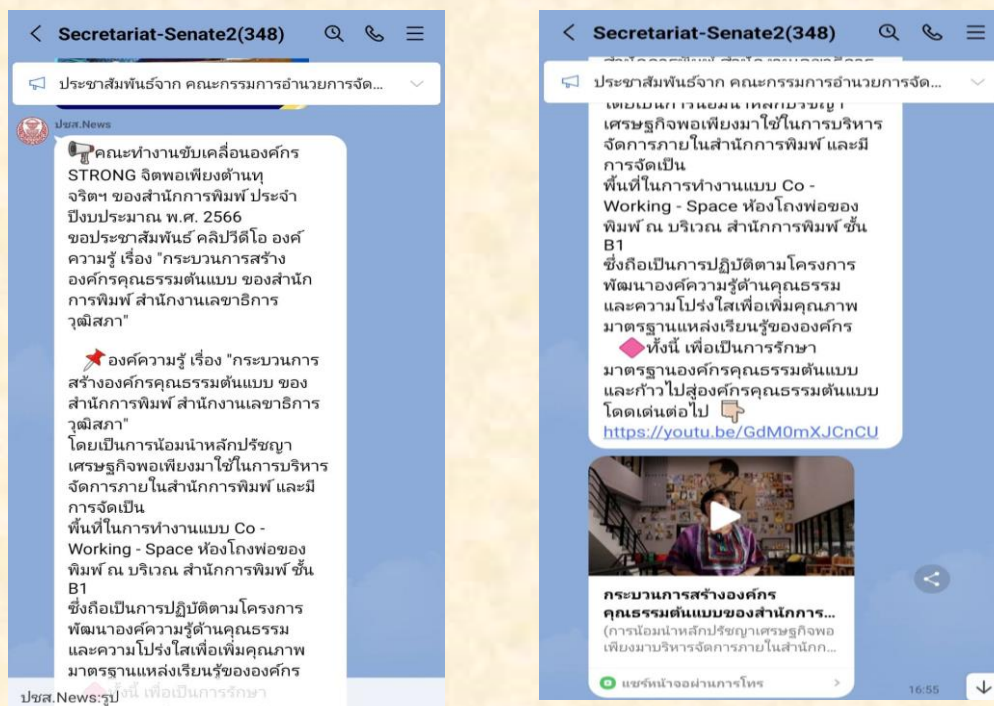 Secretariat-Senate2(348)
ประชาสัมพันธ์จาก คณะกรรมการอำนวยการจัด...
ปชส.News
คณะทำงานขับเคลื่อนองค์กร
STRONG จิตพอเพียงต้านทุ
จริตฯ ของสำนักการพิมพ์ ประจำ
ปีงบประมาณ พ.ศ. 2566
ขอประชาสัมพันธ์ คลิปวีดีโอ องค์
ความรู้ เรื่อง "กระบวนการสร้าง
องค์กรคุณธรรมต้นแบบ ของสำนัก
การพิมพ์ สำนักงานเลขาธิการ
วุฒิสภา"
องค์ความรู้ เรื่อง "กระบวนการ
สร้างองค์กรคุณธรรมต้นแบบ ของ
สำนักการพิมพ์ สำนักงานเลขาธิการ
วุฒิสภา"
โดยเป็นการน้อมนำหลักปรัชญา
เศรษฐกิจพอเพียงมาใช้ในการบริหาร
จัดการภายในสำนักการพิมพ์ และมี
การจัดเป็น
พื้นที่ในการทำงานแบบ Co -
Working - Space ห้องโถงพ่อของ
พิมพ์ ณ บริเวณ สำนักการพิมพ์ ชั้น
B1
ซึ่งถือเป็นการปฏิบัติตามโครงการ
พัฒนาองค์ความรู้ด้านคุณธรรม
และความโปร่งใสเพื่อเพิ่มคุณภาพ
มาตรฐานแหล่งเรียนรู้ขององค์กร
ทั้งนี้ เพื่อเป็นการรักษา
ปชส.News:รูป
Secretariat-Senate2(348)
ประชาสัมพันธ์จาก คณะกรรมการอำนวยการจัด...
โดยเป็นการน้อมนำหลักปรัชญา
เศรษฐกิจพอเพียงมาใช้ในการบริหาร
จัดการภายในสำนักการพิมพ์ และมี
การจัดเป็น
พื้นที่ในการทำงานแบบ Co -
Working - Space ห้องโถงพ่อของ
พิมพ์ ณ บริเวณ สำนักการพิมพ์ ชั้น
B1
ซึ่งถือเป็นการปฏิบัติตามโครงการ
พัฒนาองค์ความรู้ด้านคุณธรรม
และความโปร่งใสเพื่อเพิ่มคุณภาพ
มาตรฐานแหล่งเรียนรู้ขององค์กร
ทั้งนี้ เพื่อเป็นการรักษา
มาตรฐานองค์กรคุณธรรมต้นแบบ
และก้าวไปสู่องค์กรคุณธรรมต้นแบบ
โดดเด่นต่อไป
https://youtu.be/GdM0mXJCnCU
กระบวนการสร้างองค์กร
คุณธรรมต้นแบบของสำนักการ...
(การน้อมนำหลักปรัชญาเศรษฐกิจพอ
เพียงมาบริหารจัดการภายในสำนักก...
แชร์หน้าจอผ่านการโทร
16:55